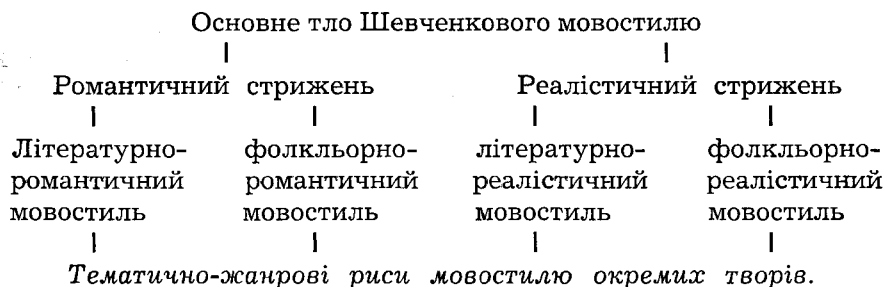 Основне тло Шевченкового мовостилю
Романтичний стрижень Реалістичний стрижень
Літературно- фолкльорно- літературно- фолкльорно-
романтичний романтичний реалістичний реалістичний
мовостиль мовостиль мовостиль мовостиль
Тематично-жанрові риси мовостилю окремих творів.